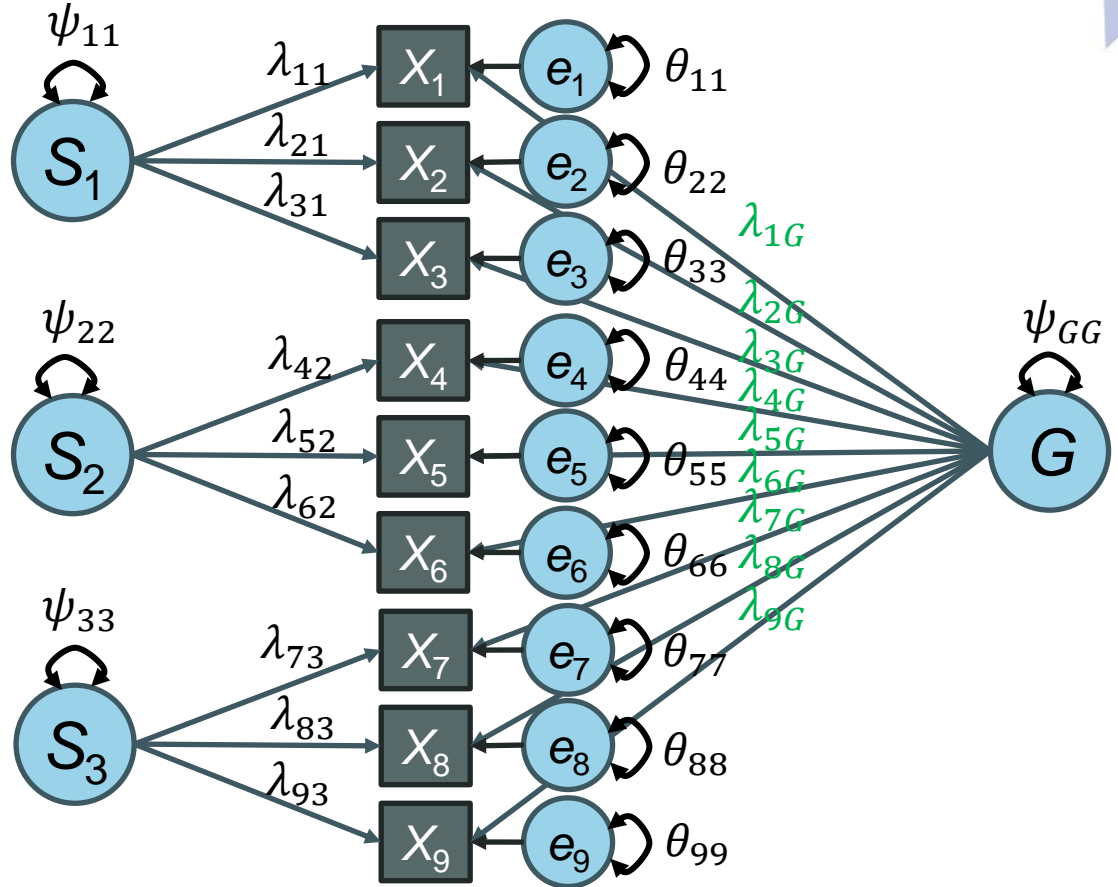 ψ₁₁
S₁
λ₁₁
λ₂₁
λ₃₁
X₁
X₂
X₃
e₁
e₂
e₃
θ₁₁
θ₂₂
θ₃₃
ψ₂₂
S₂
λ₄₂
λ₅₂
λ₆₂
X₄
X₅
X₆
e₄
e₅
e₆
θ₄₄
θ₅₅
θ₆₆
ψ₃₃
S₃
λ₇₃
λ₈₃
λ₉₃
X₇
X₈
X₉
e₇
e₈
e₉
θ₇₇
θ₈₈
θ₉₉
λ1G
λ2G
λ3G
λ4G
λ5G
λ6G
λ7G
λ8G
λ9G
ψGG
G